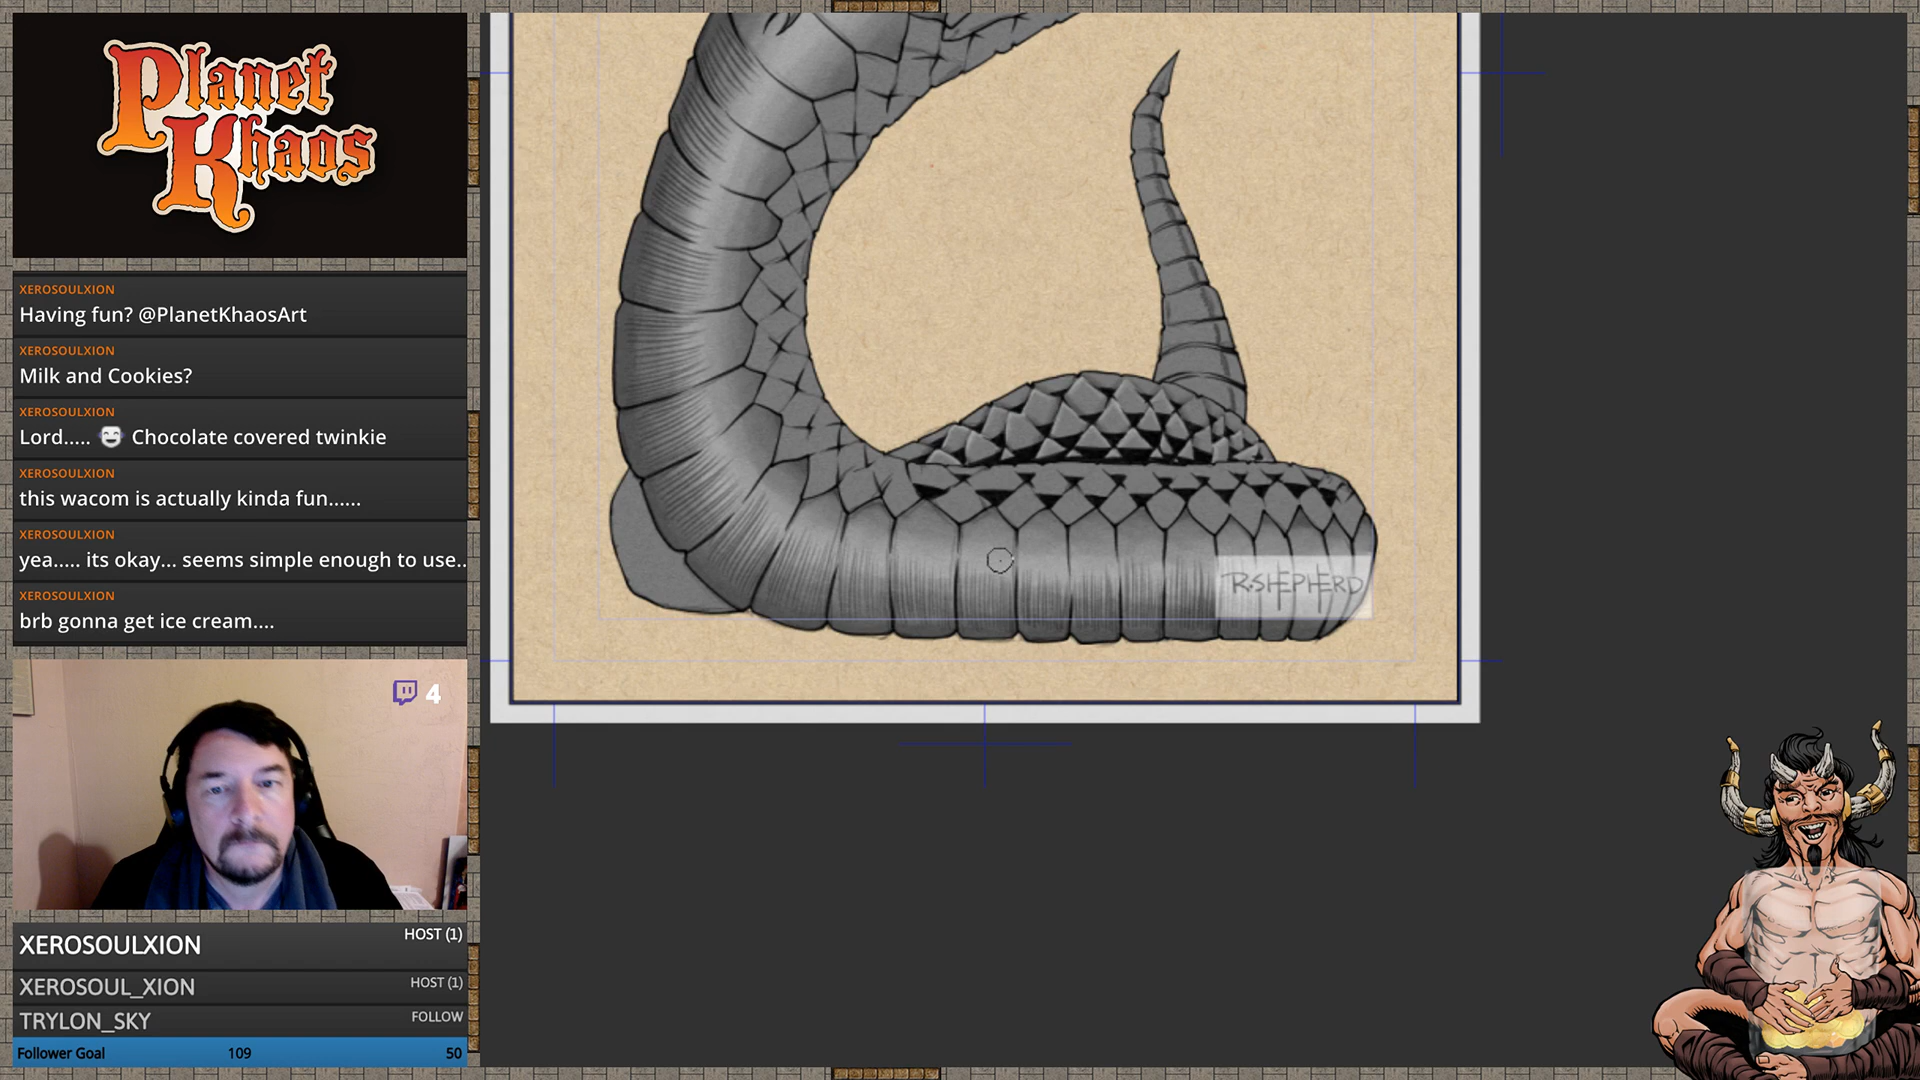 Planet
Khaos
XEROSOULXION
Having fun? @PlanetKhaosArt
XEROSOULXION
Milk and Cookies?
XEROSOULXION
Lord..... Chocolate covered twinkie
XEROSOULXION
this wacom is actually kinda fun......
XEROSOULXION
yea..... its okay... seems simple enough to use..
XEROSOULXION
brb gonna get ice cream....
4
XEROSOULXION HOST (1)
XEROSOUL_XION HOST (1)
TRYLON_SKY FOLLOW
Follower Goal 109 50
R.SHEPHERD